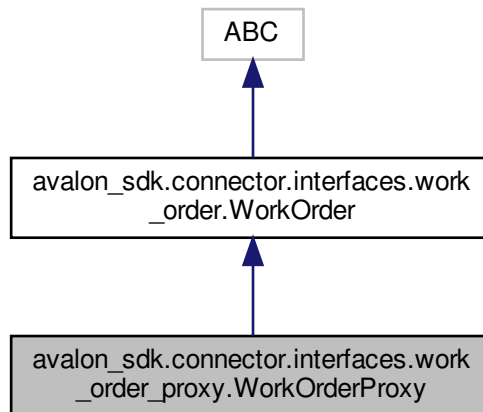 ABC
avalon_sdk.connector.interfaces.work
_order.WorkOrder
avalon_sdk.connector.interfaces.work
_order_proxy.WorkOrderProxy